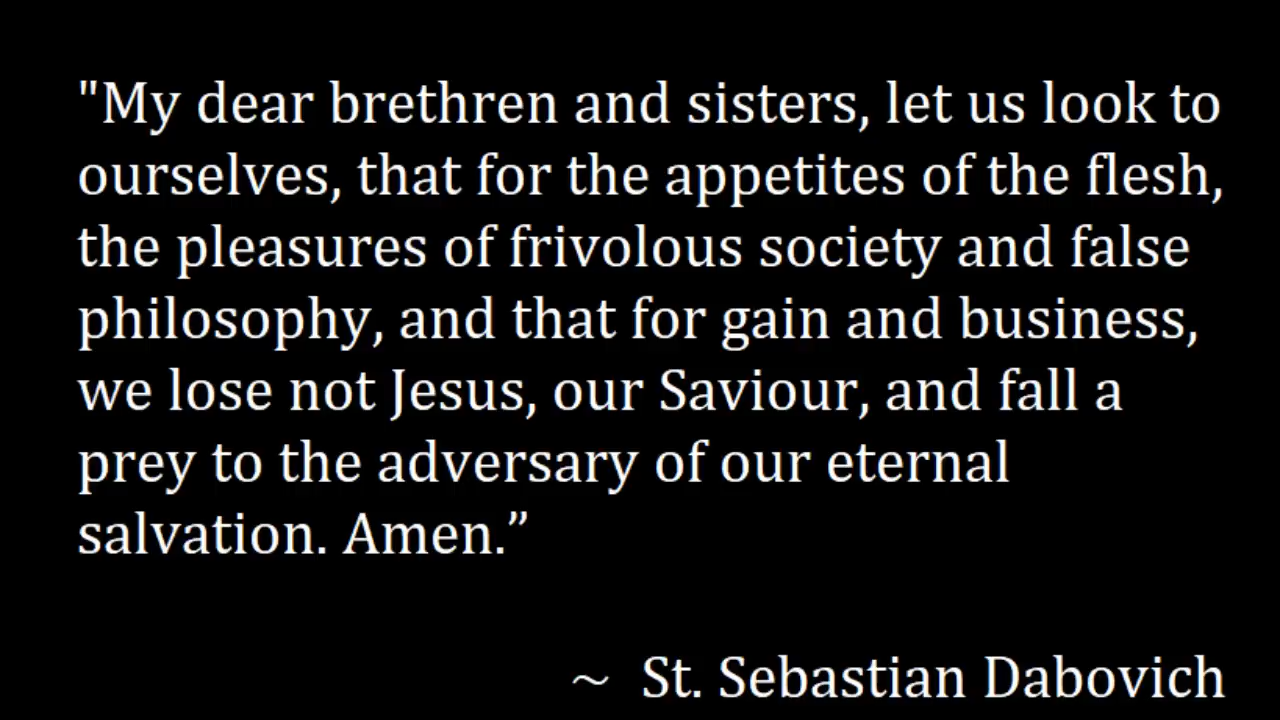 "My dear brethren and sisters, let us look to
ourselves, that for the appetites of the flesh,
the pleasures of frivolous society and false
philosophy, and that for gain and business,
we lose not Jesus, our Saviour, and fall a
prey to the adversary of our eternal
salvation. Amen.”
~ St. Sebastian Dabovich